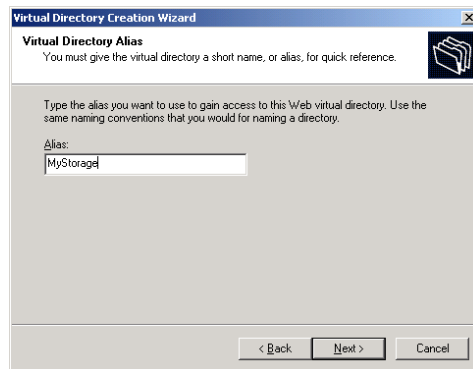 Virtual Directory Creation Wizard
Virtual Directory Alias
You must give the virtual directory a short name, or alias, for quick reference.
Type the alias you want to use to gain access to this Web virtual directory. Use the
same naming conventions that you would for naming a directory.
Alias:
MyStorage
< Back Next > Cancel